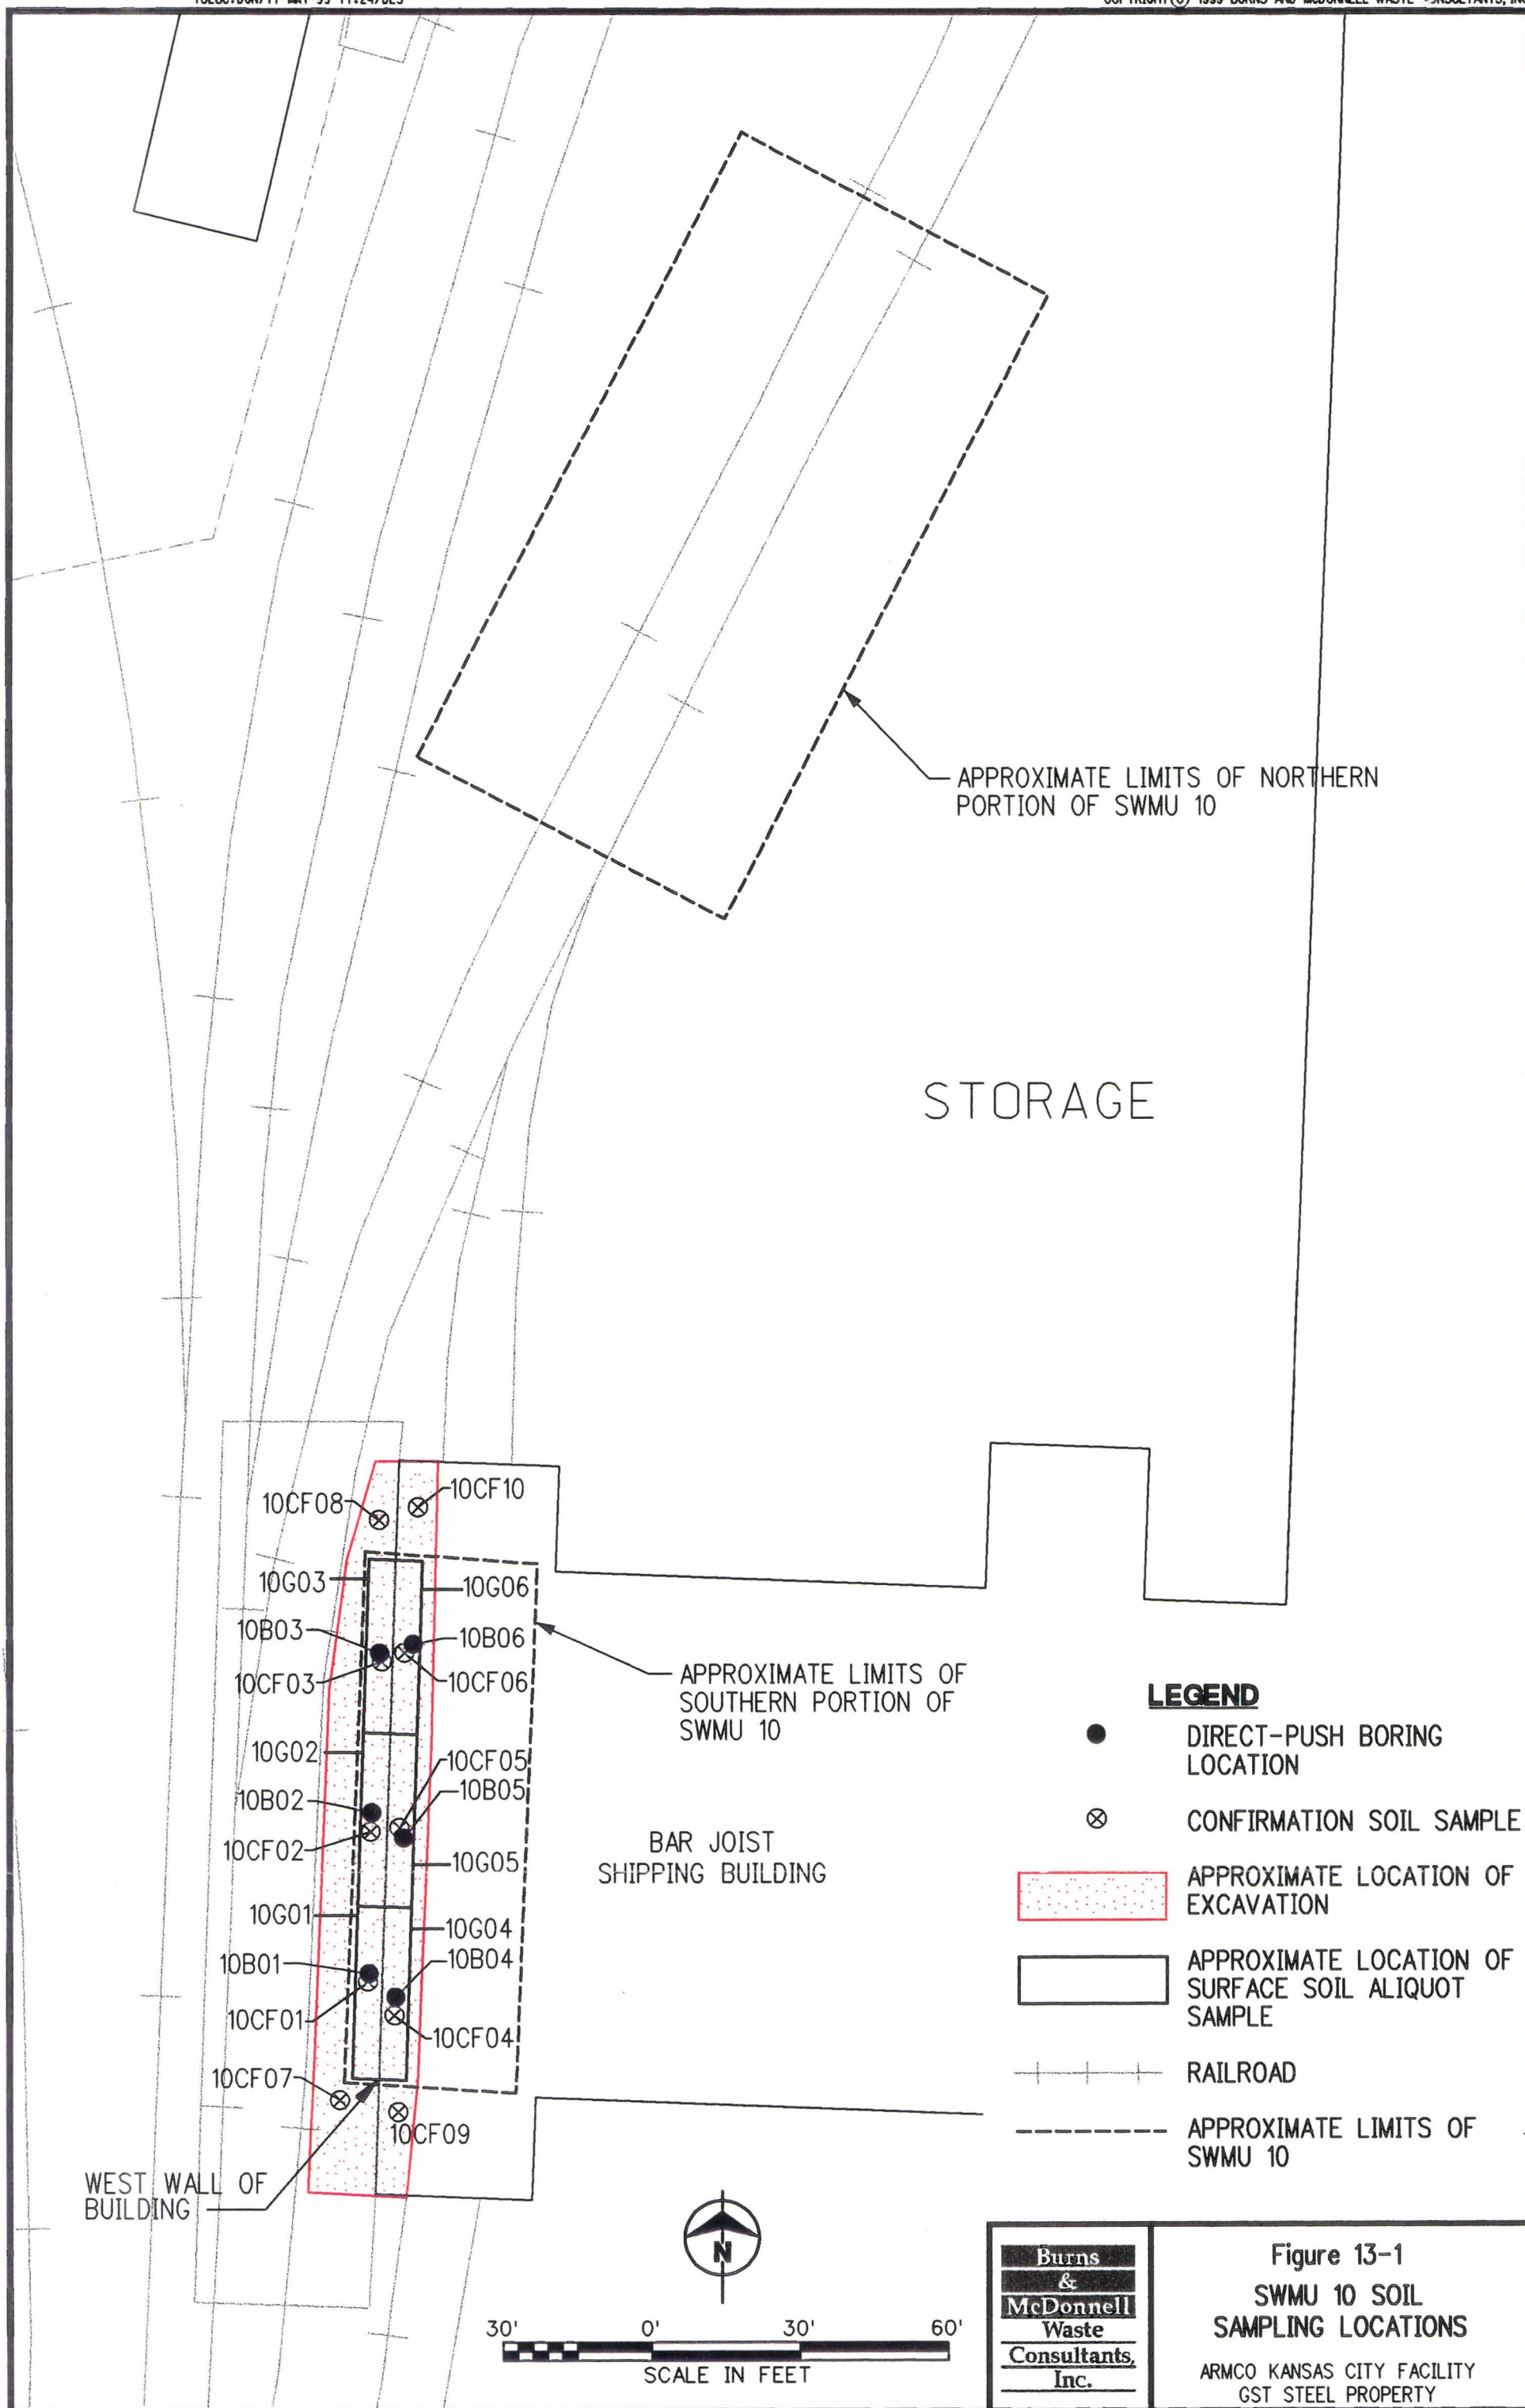 APPROXIMATE LIMITS OF NORTHERN
PORTION OF SWMU 10
STORAGE
10CF08
10CF10
10G03
10G06
10B03
10B06
10CF03
10CF06
APPROXIMATE LIMITS OF
SOUTHERN PORTION OF
SWMU 10
10G02
10CF05
10B02
10B05
10CF02
10G05
BAR JOIST
SHIPPING BUILDING
10G01
10G04
10B01
10B04
10CF01
10CF04
10CF07
10CF09
WEST WALL OF
BUILDING
LEGEND
DIRECT-PUSH BORING
LOCATION
CONFIRMATION SOIL SAMPLE
APPROXIMATE LOCATION OF
EXCAVATION
APPROXIMATE LOCATION OF
SURFACE SOIL ALIQUOT
SAMPLE
RAILROAD
APPROXIMATE LIMITS OF
SWMU 10
N
30' 0' 30' 60'
SCALE IN FEET
Burns
&
McDonnell
Waste
Consultants,
Inc.
Figure 13-1
SWMU 10 SOIL
SAMPLING LOCATIONS
ARMCO KANSAS CITY FACILITY
GST STEEL PROPERTY